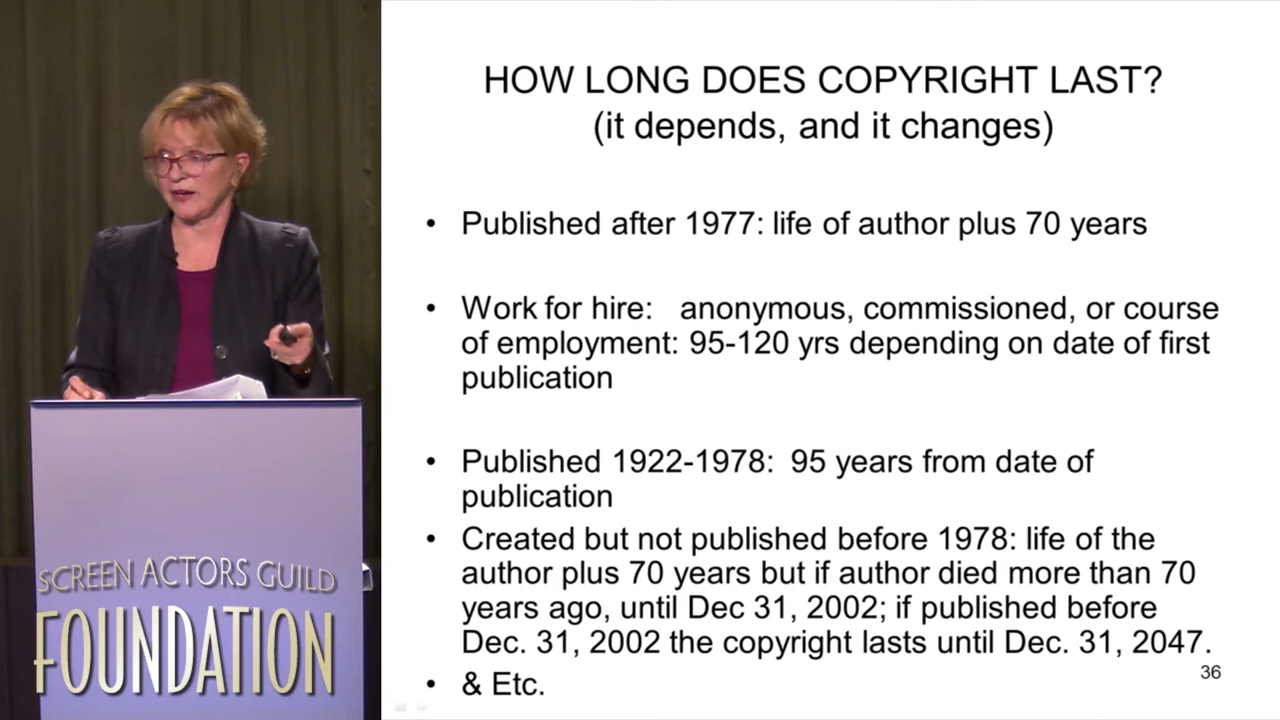 HOW LONG DOES COPYRIGHT LAST?
(it depends, and it changes)
• Published after 1977: life of author plus 70 years
• Work for hire: anonymous, commissioned, or course
of employment: 95-120 yrs depending on date of first
publication
• Published 1922-1978: 95 years from date of
publication
• Created but not published before 1978: life of the
author plus 70 years but if author died more than 70
years ago, until Dec 31, 2002; if published before
Dec. 31, 2002 the copyright lasts until Dec. 31, 2047.
• & Etc.
36
SCREEN ACTORS GUILD
FOUNDATION